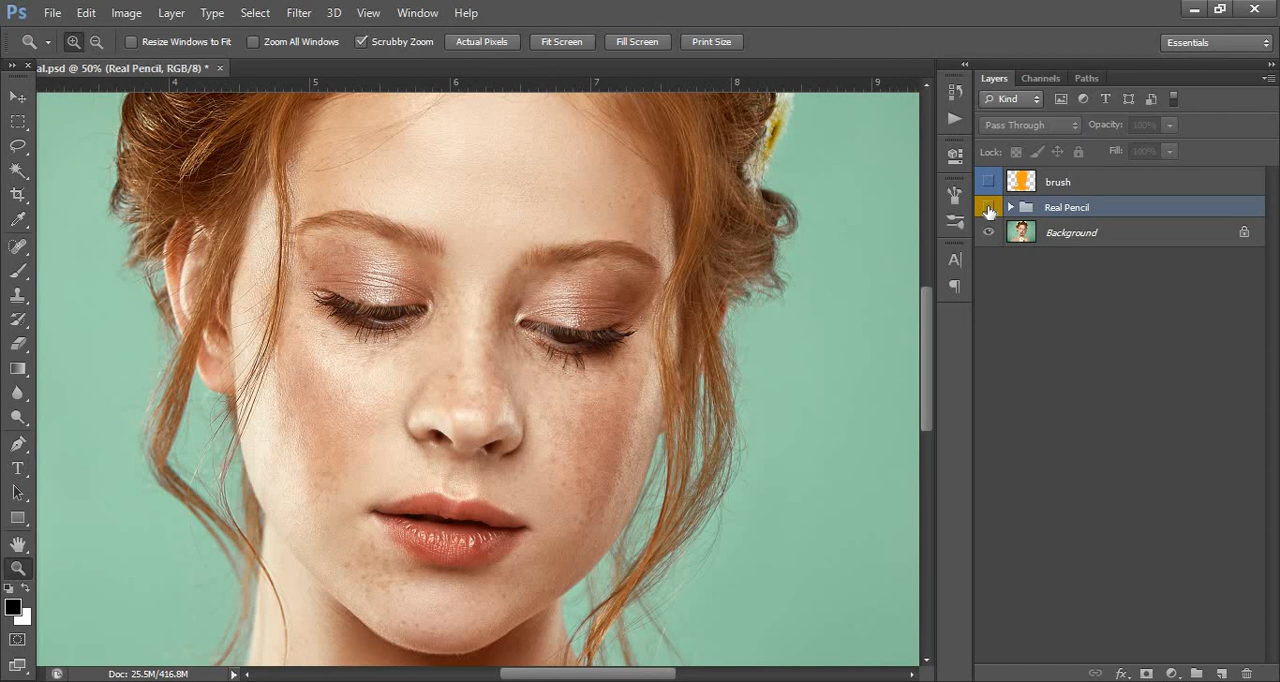 Ps File Edit Image Layer Type Select Filter 3D View Window Help
Resize Windows to Fit Zoom All Windows Scrubby Zoom Actual Pixels Fit Screen Fill Screen Print Size Essentials
al.psd @ 50% (Real Pencil, RGB/8) * ×
4 5 6 7 8 9
Layers Channels Paths
Kind
Pass Through Opacity: 100%
Lock: Fill: 100%
brush
Real Pencil
Background
Doc: 25.5M/416.8M